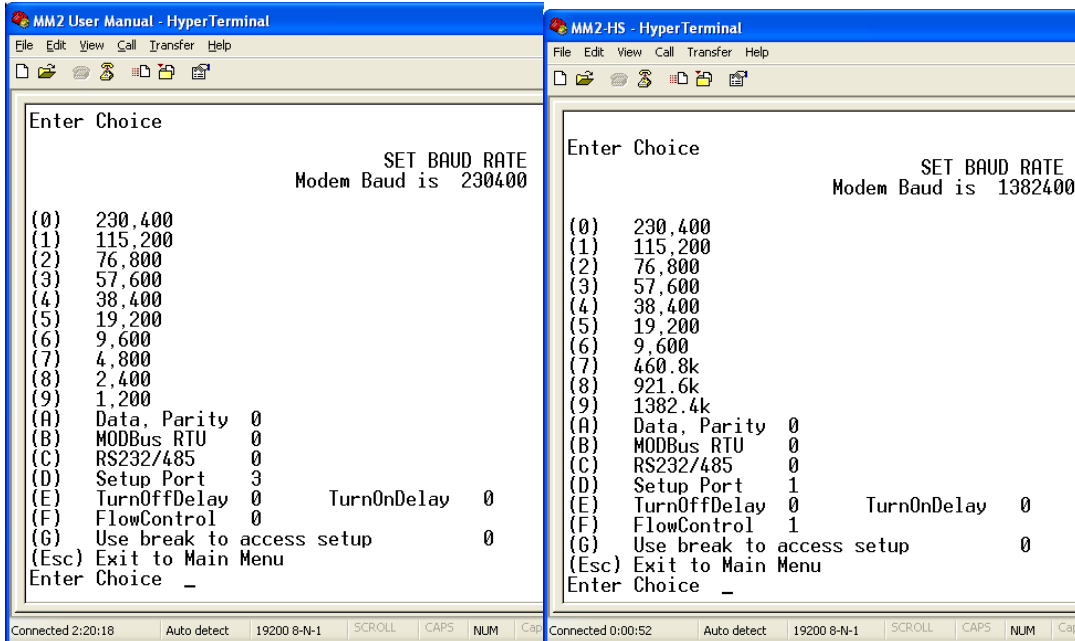 MM2 User Manual - HyperTerminal
File Edit View Call Transfer Help
Enter Choice
SET BAUD RATE
Modem Baud is 230400
(0) 230,400
(1) 115,200
(2) 76,800
(3) 57,600
(4) 38,400
(5) 19,200
(6) 9,600
(7) 4,800
(8) 2,400
(9) 1,200
(A) Data, Parity 0
(B) MODBus RTU 0
(C) RS232/485 0
(D) Setup Port 3
(E) TurnOffDelay 0 TurnOnDelay 0
(F) FlowControl 0
(G) Use break to access setup 0
(Esc) Exit to Main Menu
Enter Choice _
Connected 2:20:18 Auto detect 19200 8-N-1 SCROLL CAPS NUM Cap
MM2-HS - HyperTerminal
File Edit View Call Transfer Help
Enter Choice
SET BAUD RATE
Modem Baud is 1382400
(0) 230,400
(1) 115,200
(2) 76,800
(3) 57,600
(4) 38,400
(5) 19,200
(6) 9,600
(7) 460.8k
(8) 921.6k
(9) 1382.4k
(A) Data, Parity 0
(B) MODBus RTU 0
(C) RS232/485 0
(D) Setup Port 1
(E) TurnOffDelay 0 TurnOnDelay 0
(F) FlowControl 1
(G) Use break to access setup 0
(Esc) Exit to Main Menu
Enter Choice _
Connected 0:00:52 Auto detect 19200 8-N-1 SCROLL CAPS NUM Ca